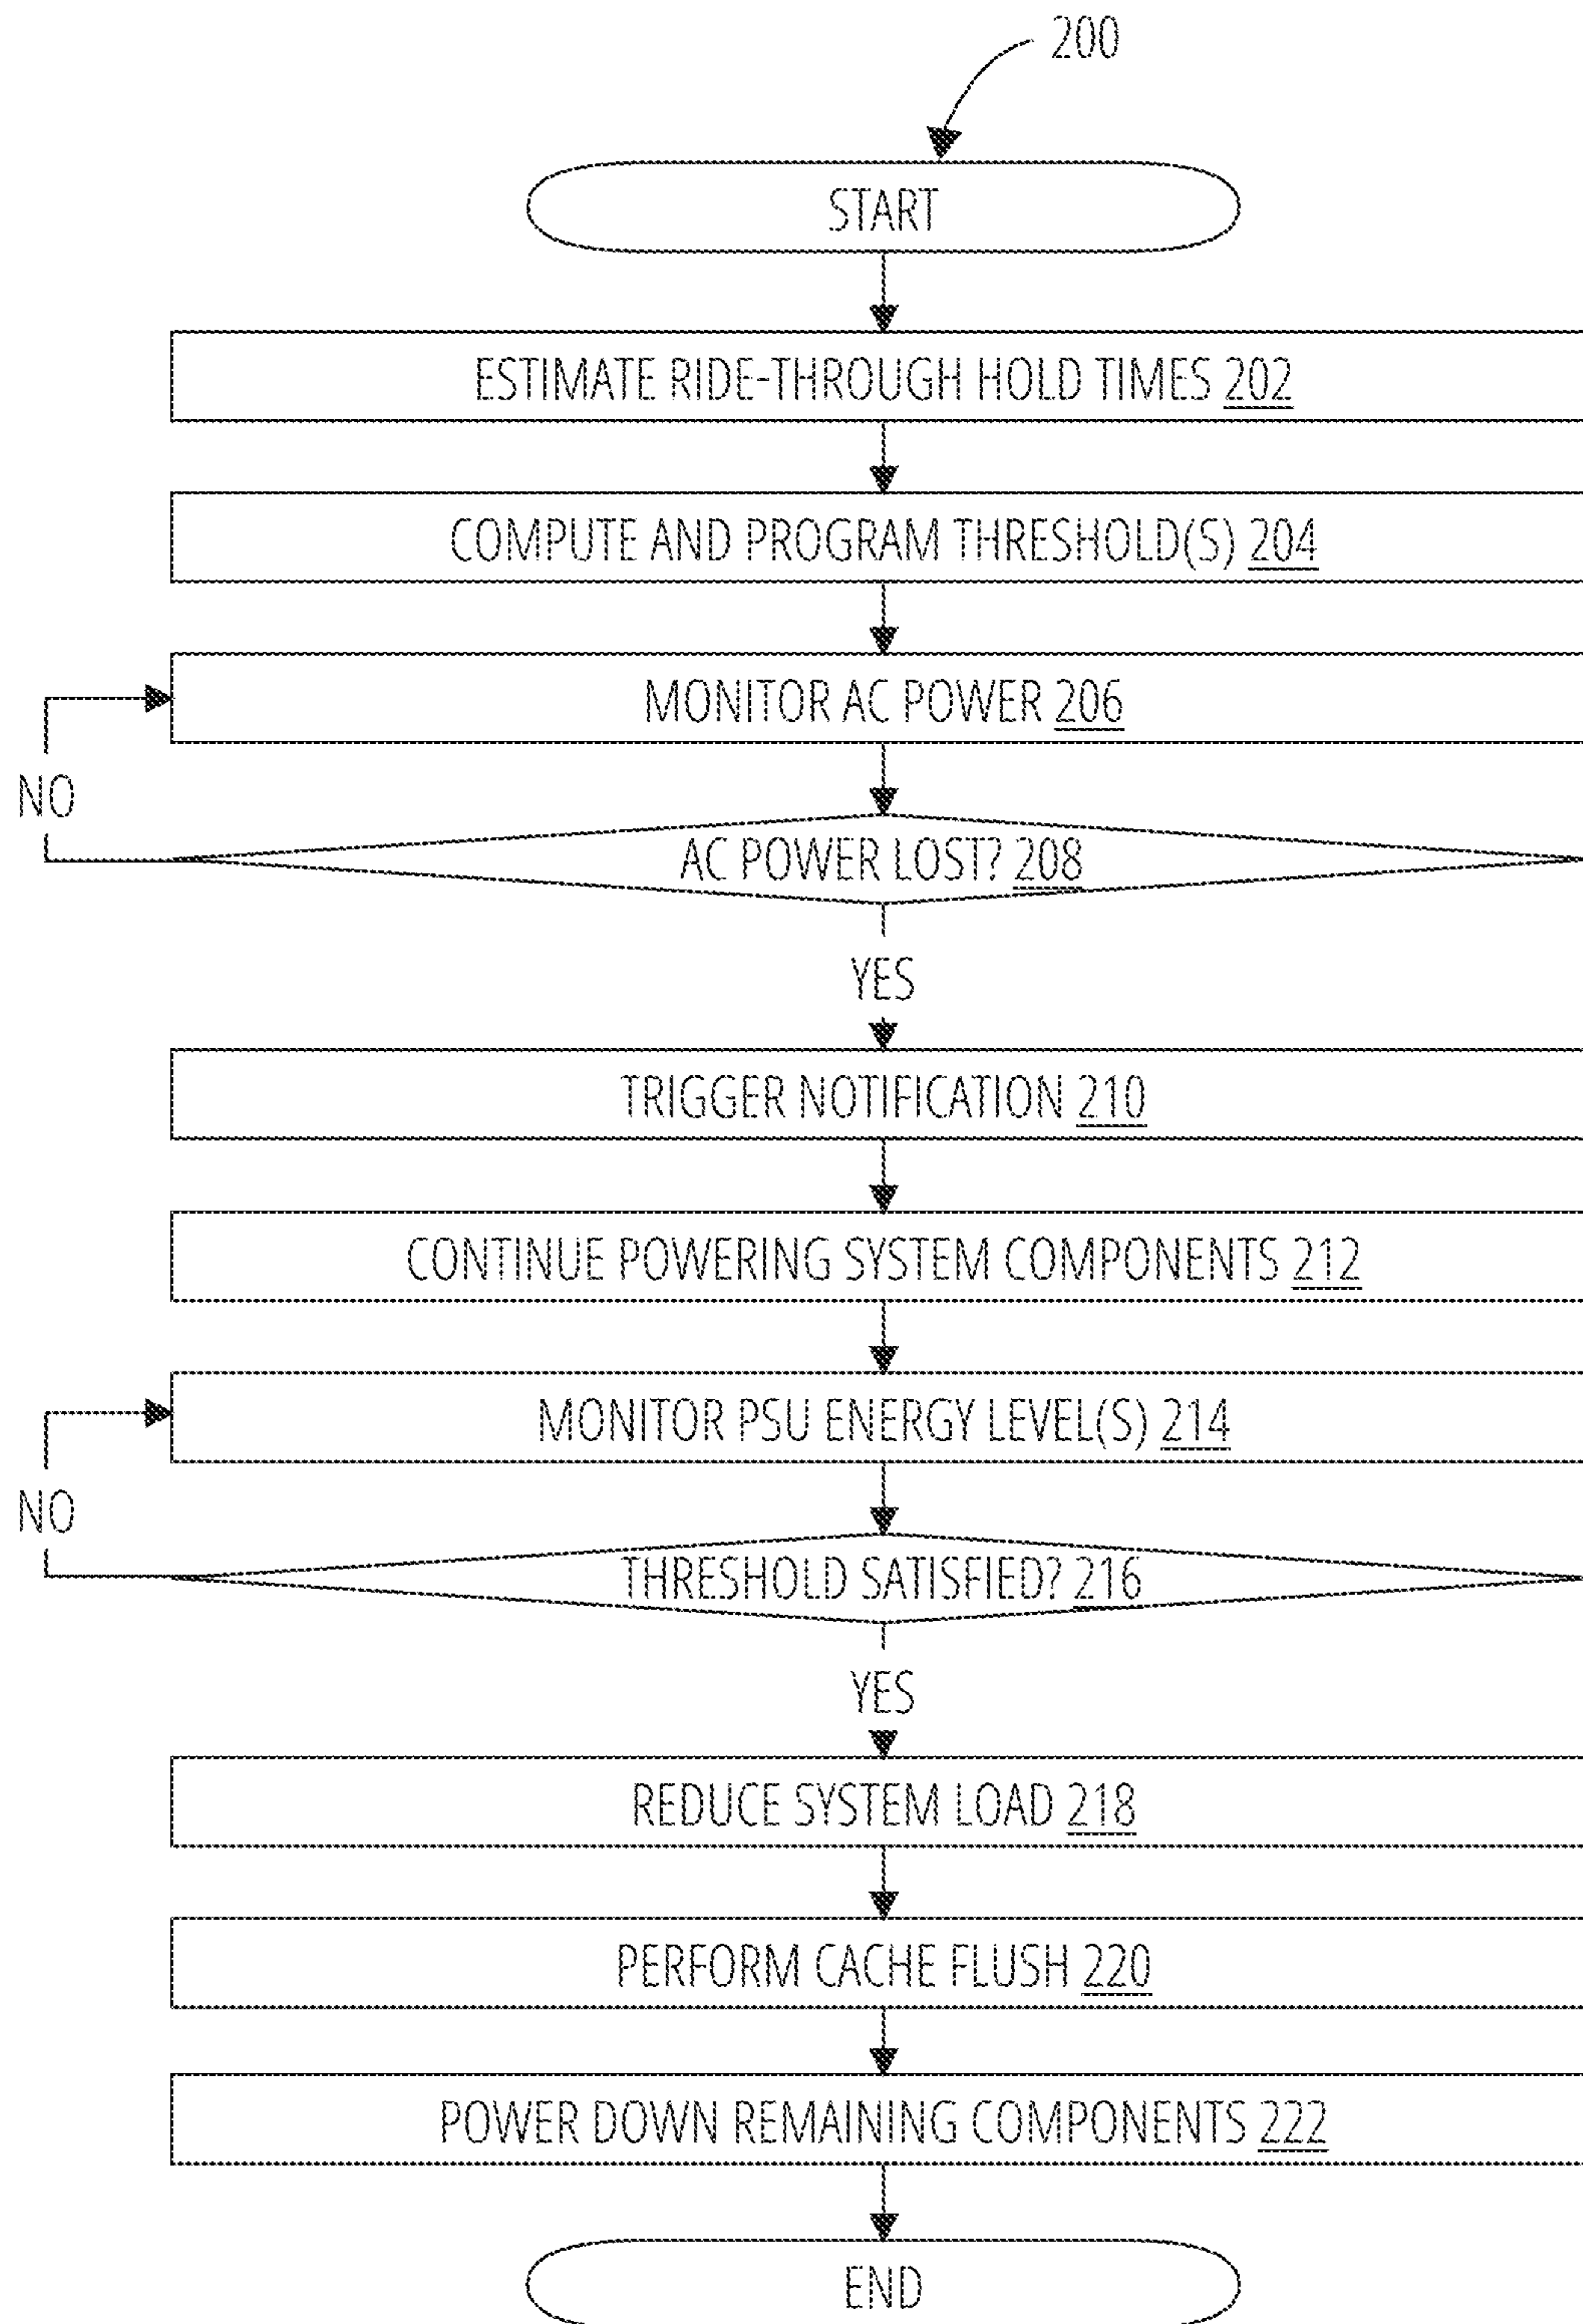 200
START
ESTIMATE RIDE-THROUGH HOLD TIMES 202
COMPUTE AND PROGRAM THRESHOLD(S) 204
MONITOR AC POWER 206
NO
AC POWER LOST? 208
YES
TRIGGER NOTIFICATION 210
CONTINUE POWERING SYSTEM COMPONENTS 212
MONITOR PSU ENERGY LEVEL(S) 214
NO
THRESHOLD SATISFIED? 216
YES
REDUCE SYSTEM LOAD 218
PERFORM CACHE FLUSH 220
POWER DOWN REMAINING COMPONENTS 222
END